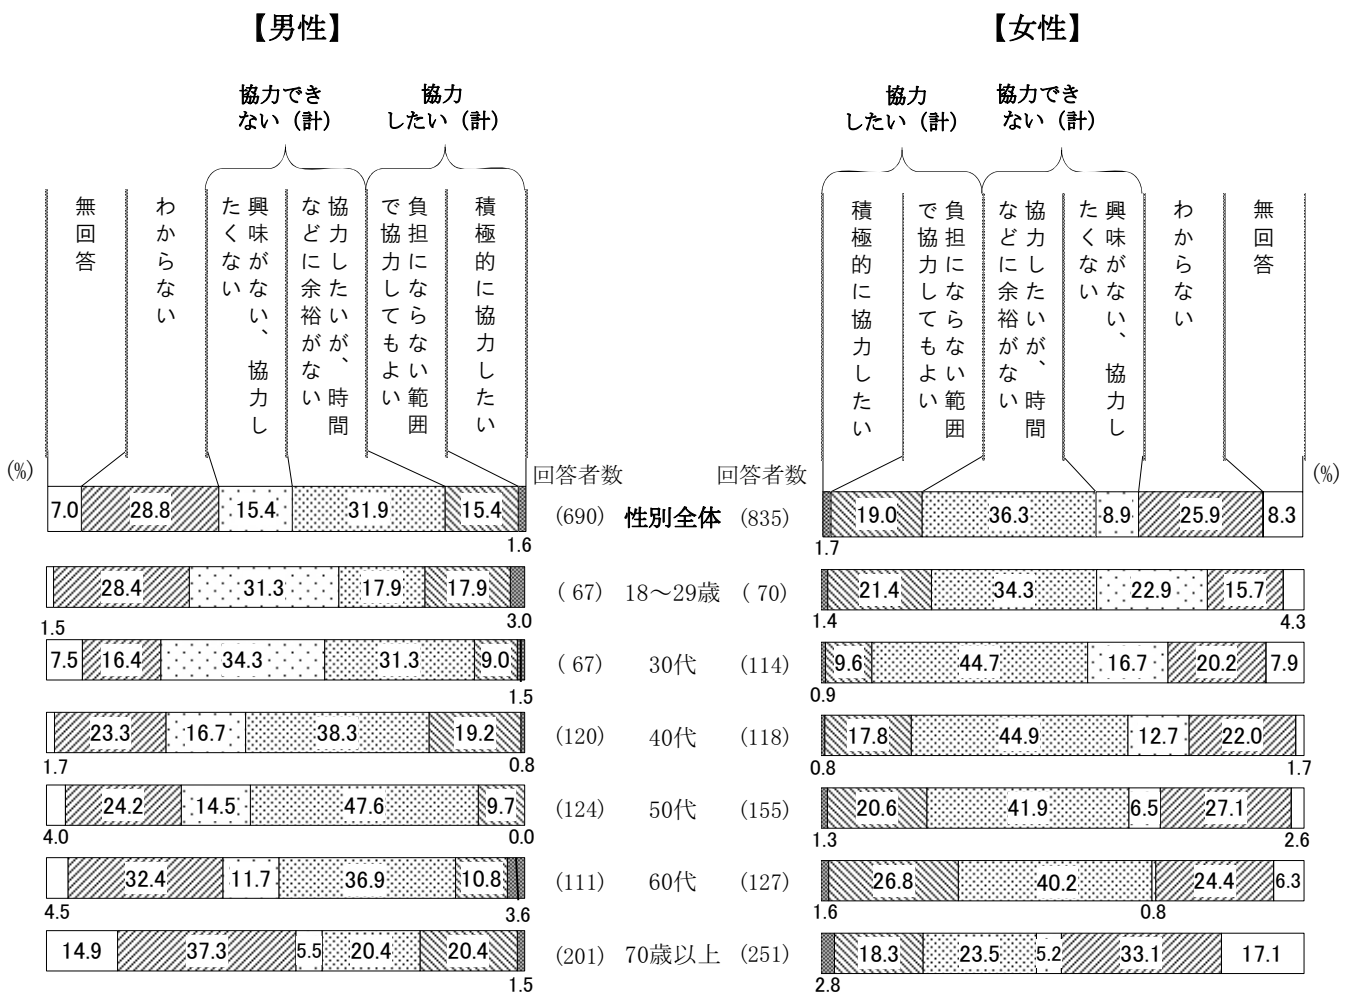 【男性】
【女性】
協力でき
ない（計）
協力
したい（計）
協力
したい（計）
協力でき
ない（計）
無回答
わからない
興味がない、協力し
たくない
協力したいが、時間
などに余裕がない
負担にならない範囲
で協力してもよい
積極的に協力したい
積極的に協力したい
負担にならない範囲
で協力してもよい
協力したいが、時間
などに余裕がない
興味がない、協力し
たくない
わからない
無回答
(%) 回答者数 回答者数 (%)
7.0 28.8 15.4 31.9 15.4 (690) 性別全体 (835) 19.0 36.3 8.9 25.9 8.3
1.6 1.7
28.4 31.3 17.9 17.9 ( 67) 18～29歳 ( 70) 21.4 34.3 22.9 15.7
1.5 3.0 1.4 4.3
7.5 16.4 34.3 31.3 9.0 ( 67) 30代 (114) 9.6 44.7 16.7 20.2 7.9
1.5 0.9
23.3 16.7 38.3 19.2 (120) 40代 (118) 17.8 44.9 12.7 22.0
1.7 0.8 0.8 1.7
24.2 14.5 47.6 9.7 (124) 50代 (155) 20.6 41.9 6.5 27.1
4.0 0.0 1.3 2.6
32.4 11.7 36.9 10.8 (111) 60代 (127) 26.8 40.2 24.4 6.3
4.5 3.6 1.6 0.8
14.9 37.3 5.5 20.4 20.4 (201) 70歳以上 (251) 18.3 23.5 5.2 33.1 17.1
1.5 2.8